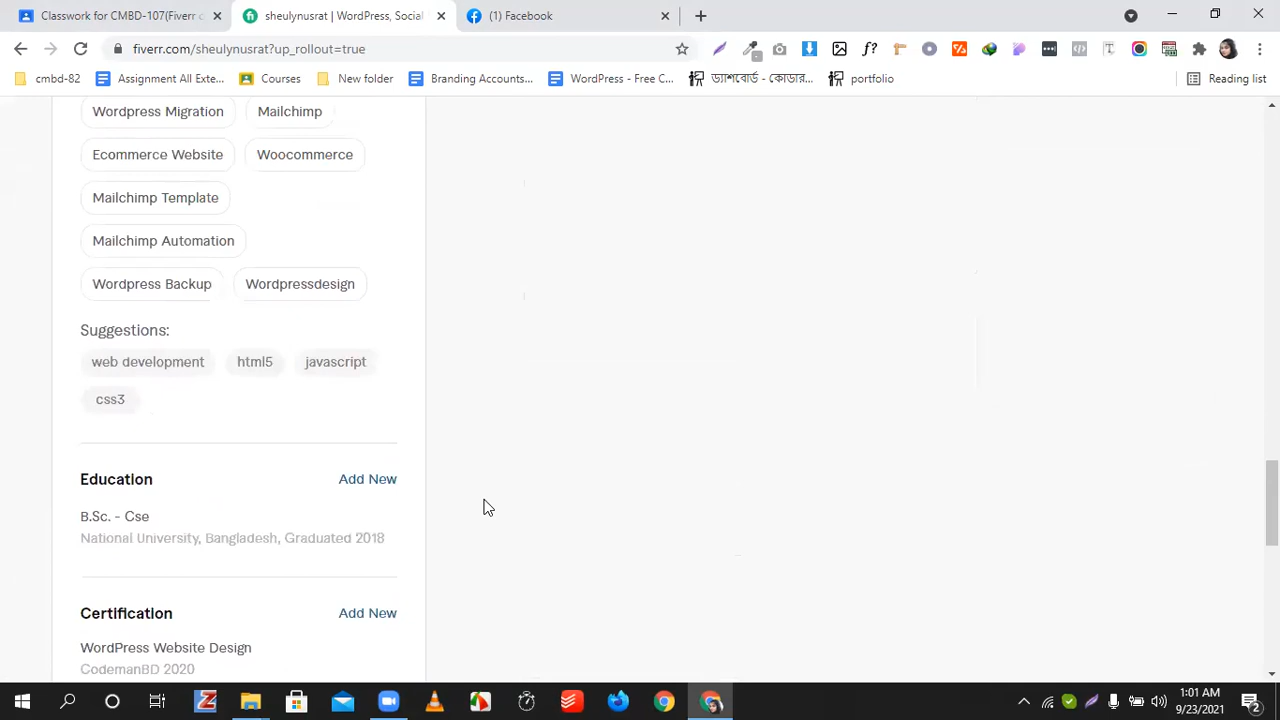 Classwork for CMBD-107(Fiverr c
sheulynusrat | WordPress, Social
(1) Facebook
fiverr.com/sheulynusrat?up_rollout=true
cmbd-82
Assignment All Exte...
Courses
New folder
Branding Accounts...
WordPress - Free C...
ড্যাশবোর্ড - কোডার...
portfolio
Reading list
Wordpress Migration
Mailchimp
Ecommerce Website
Woocommerce
Mailchimp Template
Mailchimp Automation
Wordpress Backup
Wordpressdesign
Suggestions:
web development
html5
javascript
css3
Education
Add New
B.Sc. - Cse
National University, Bangladesh, Graduated 2018
Certification
Add New
WordPress Website Design
CodemanBD 2020
1:01 AM
9/23/2021